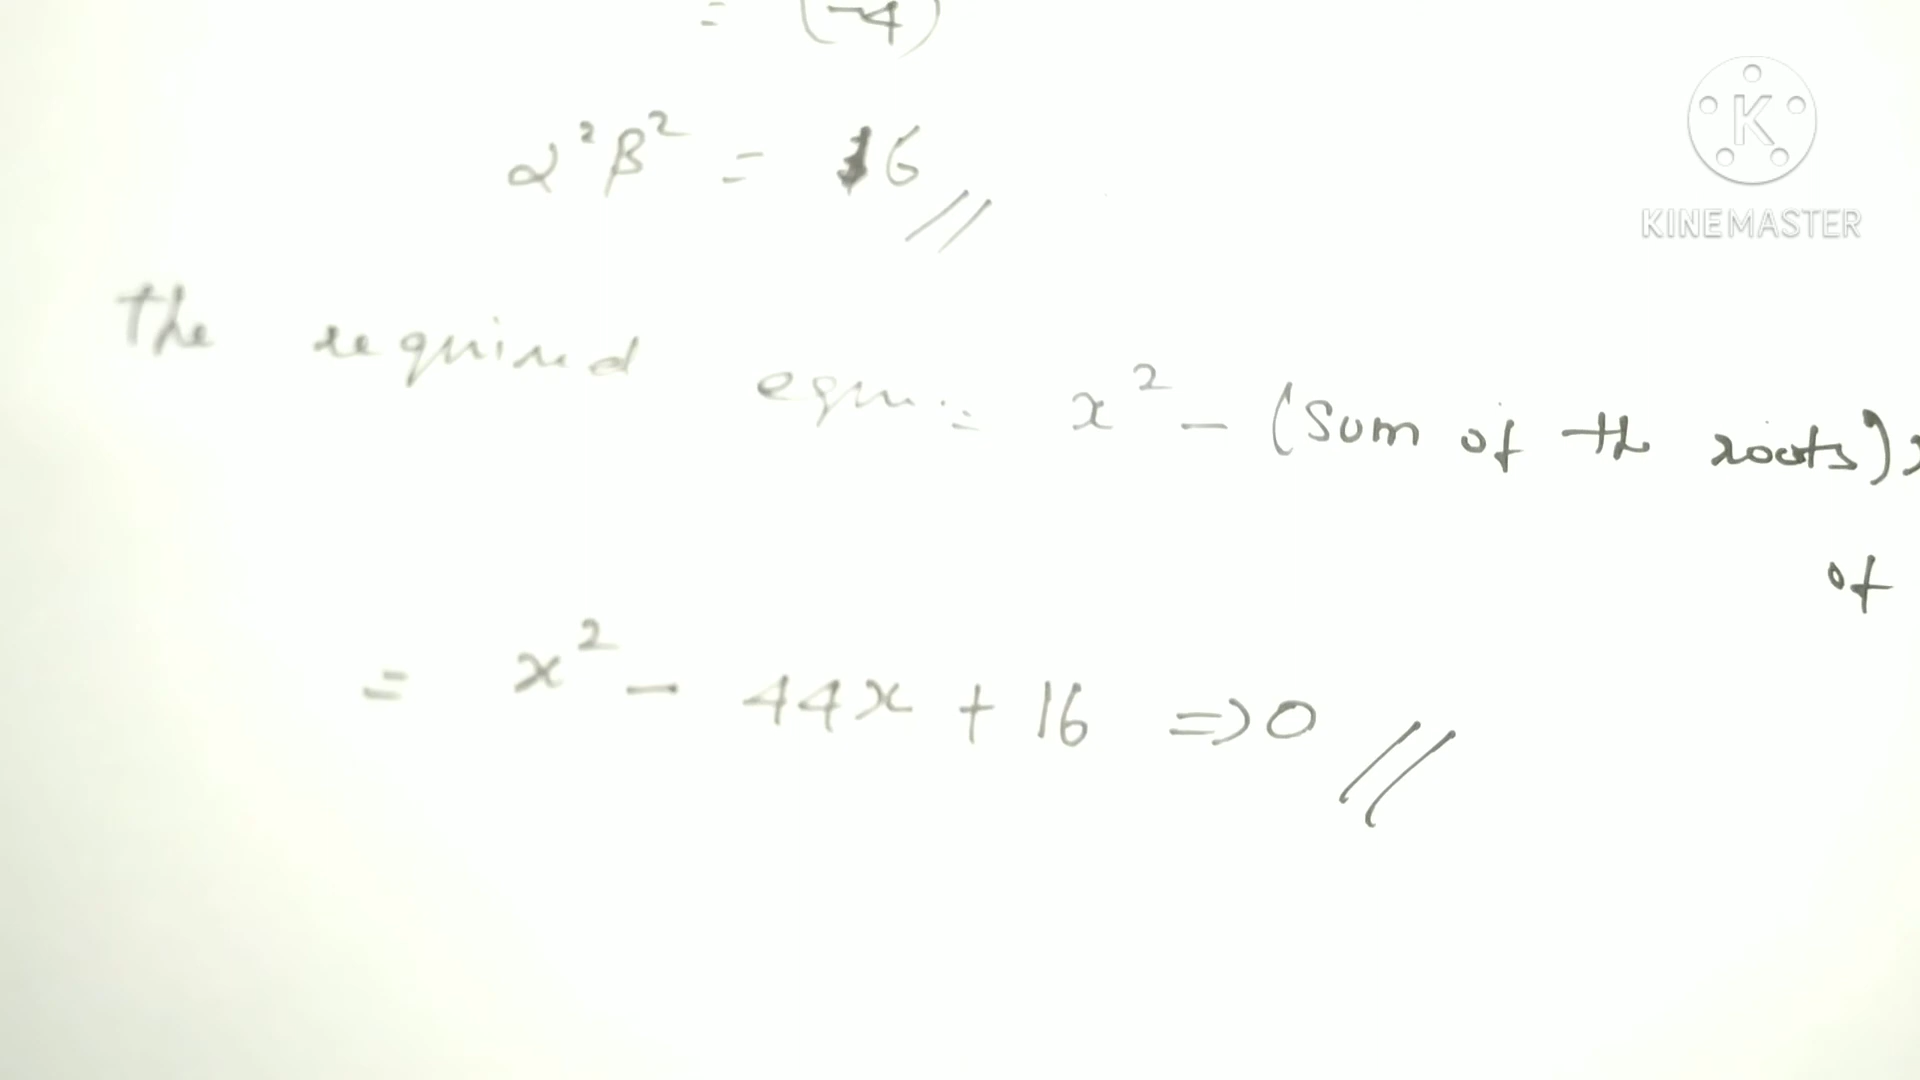 = (-4)
α²β² = 16 //
K
KINEMASTER
The required eqn:= x² - (Sum of the roots)x
of
= x² - 44x + 16 => 0 //